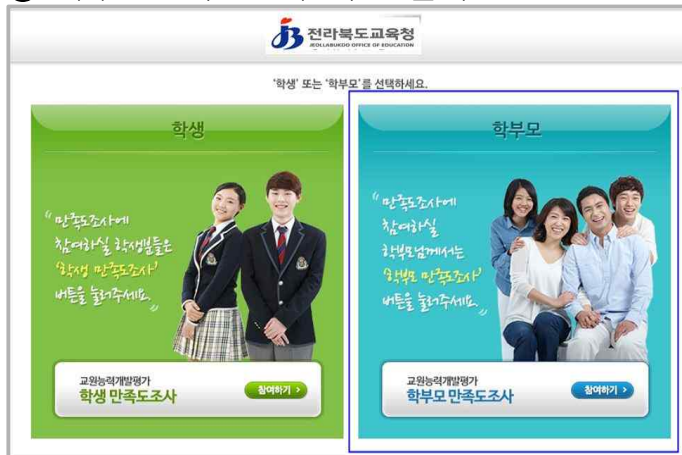 전라북도교육청
JEOLLABUKDO OFFICE OF EDUCATION
'학생' 또는 '학부모'를 선택하세요.
학생
“만족도조사에
참여하실 학생분들은
‘학생 만족도조사’
버튼을 눌러주세요.”
교원능력개발평가
학생 만족도조사
참여하기 >
학부모
“만족도조사에
참여하실
학부모님께서는
‘학부모 만족도조사’
버튼을 눌러주세요.”
교원능력개발평가
학부모 만족도조사
참여하기 >